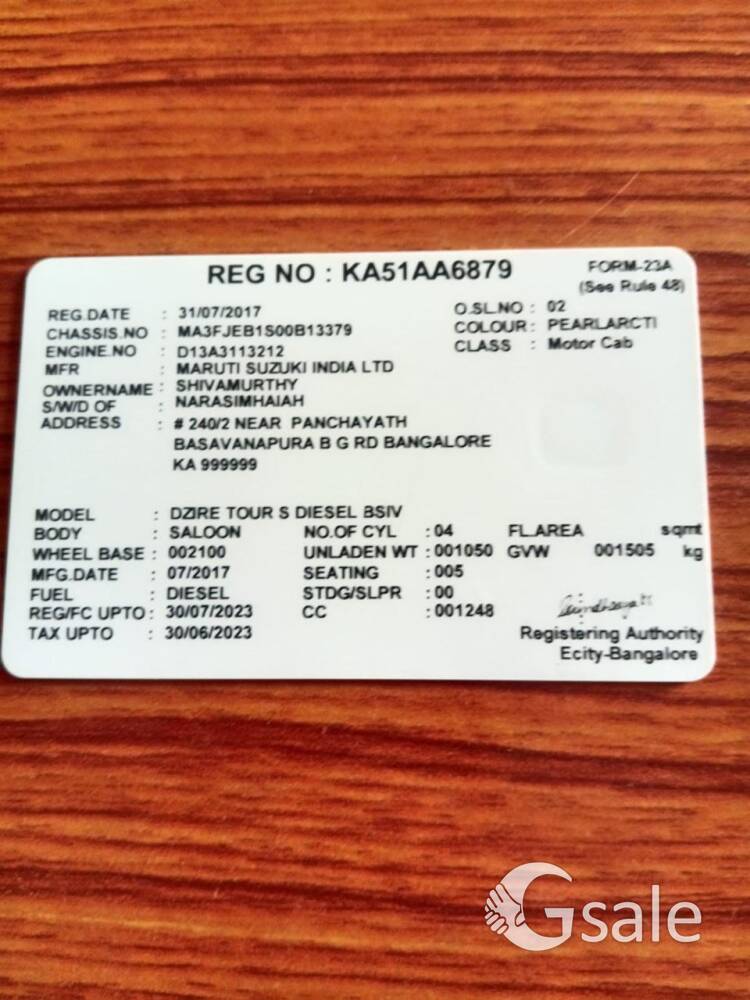 REG NO : KA51AA6879
FORM-23A
(See Rule 48)
REG.DATE : 31/07/2017 O.SL.NO : 02
CHASSIS.NO : MA3FJEB1S00B13379 COLOUR : PEARLARCTI
ENGINE.NO : D13A3113212 CLASS : Motor Cab
MFR : MARUTI SUZUKI INDIA LTD
OWNERNAME : SHIVAMURTHY
S/W/D OF : NARASIMHAIAH
ADDRESS : # 240/2 NEAR PANCHAYATH
BASAVANAPURA B G RD BANGALORE
KA 999999
MODEL : DZIRE TOUR S DIESEL BSIV
BODY : SALOON NO.OF CYL : 04 FL.AREA sqmt
WHEEL BASE : 002100 UNLADEN WT : 001050 GVW 001505 kg
MFG.DATE : 07/2017 SEATING : 005
FUEL : DIESEL STDG/SLPR : 00
REG/FC UPTO : 30/07/2023 CC : 001248
TAX UPTO : 30/06/2023
Registering Authority
Ecity-Bangalore
Gsale